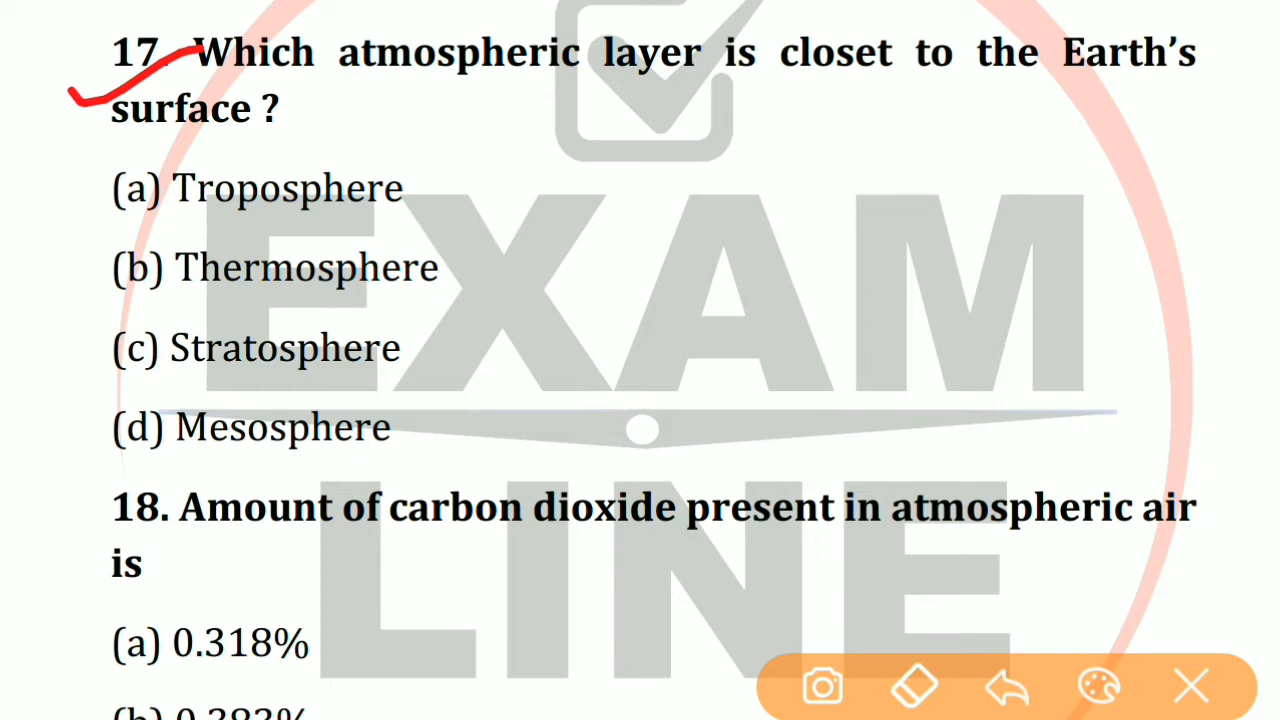 17. Which atmospheric layer is closet to the Earth's
surface ?
(a) Troposphere
(b) Thermosphere
(c) Stratosphere
(d) Mesosphere
18. Amount of carbon dioxide present in atmospheric air
is
(a) 0.318%
(b) 0.383%
EXAM
LINE